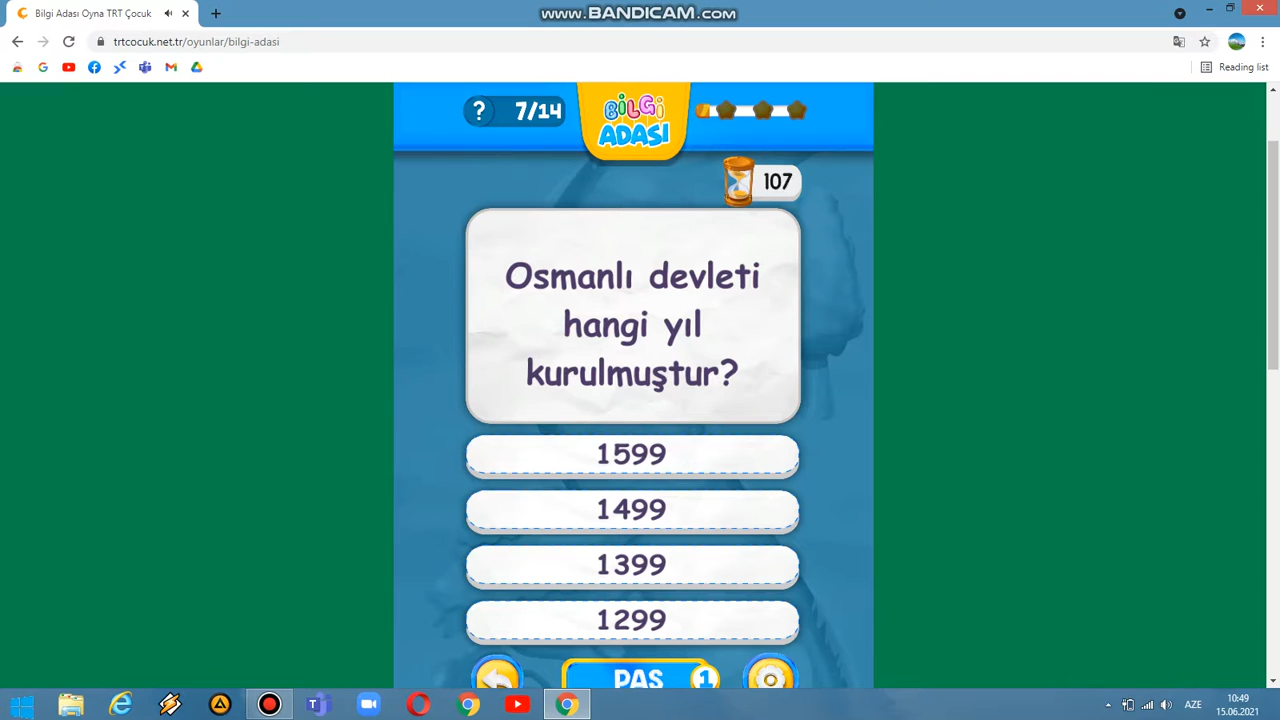 Bilgi Adası Oyna TRT Çocuk
www.BANDICAM.com
trtcocuk.net.tr/oyunlar/bilgi-adasi
Reading list
? 7/14
BİLGİ
ADASI
107
Osmanlı devleti
hangi yıl
kurulmuştur?
1599
1499
1399
1299
PAS 1
AZE
10:49
15.06.2021